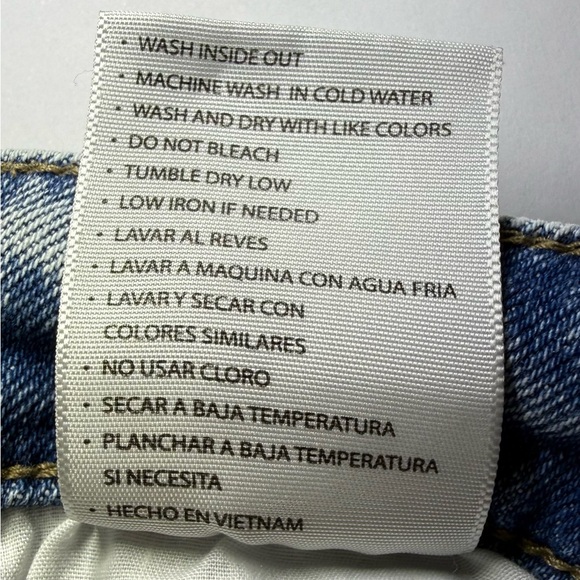 • WASH INSIDE OUT
• MACHINE WASH IN COLD WATER
• WASH AND DRY WITH LIKE COLORS
• DO NOT BLEACH
• TUMBLE DRY LOW
• LOW IRON IF NEEDED
• LAVAR AL REVES
• LAVAR A MAQUINA CON AGUA FRIA
• LAVAR Y SECAR CON
COLORES SIMILARES
• NO USAR CLORO
• SECAR A BAJA TEMPERATURA
• PLANCHAR A BAJA TEMPERATURA
SI NECESITA
• HECHO EN VIETNAM